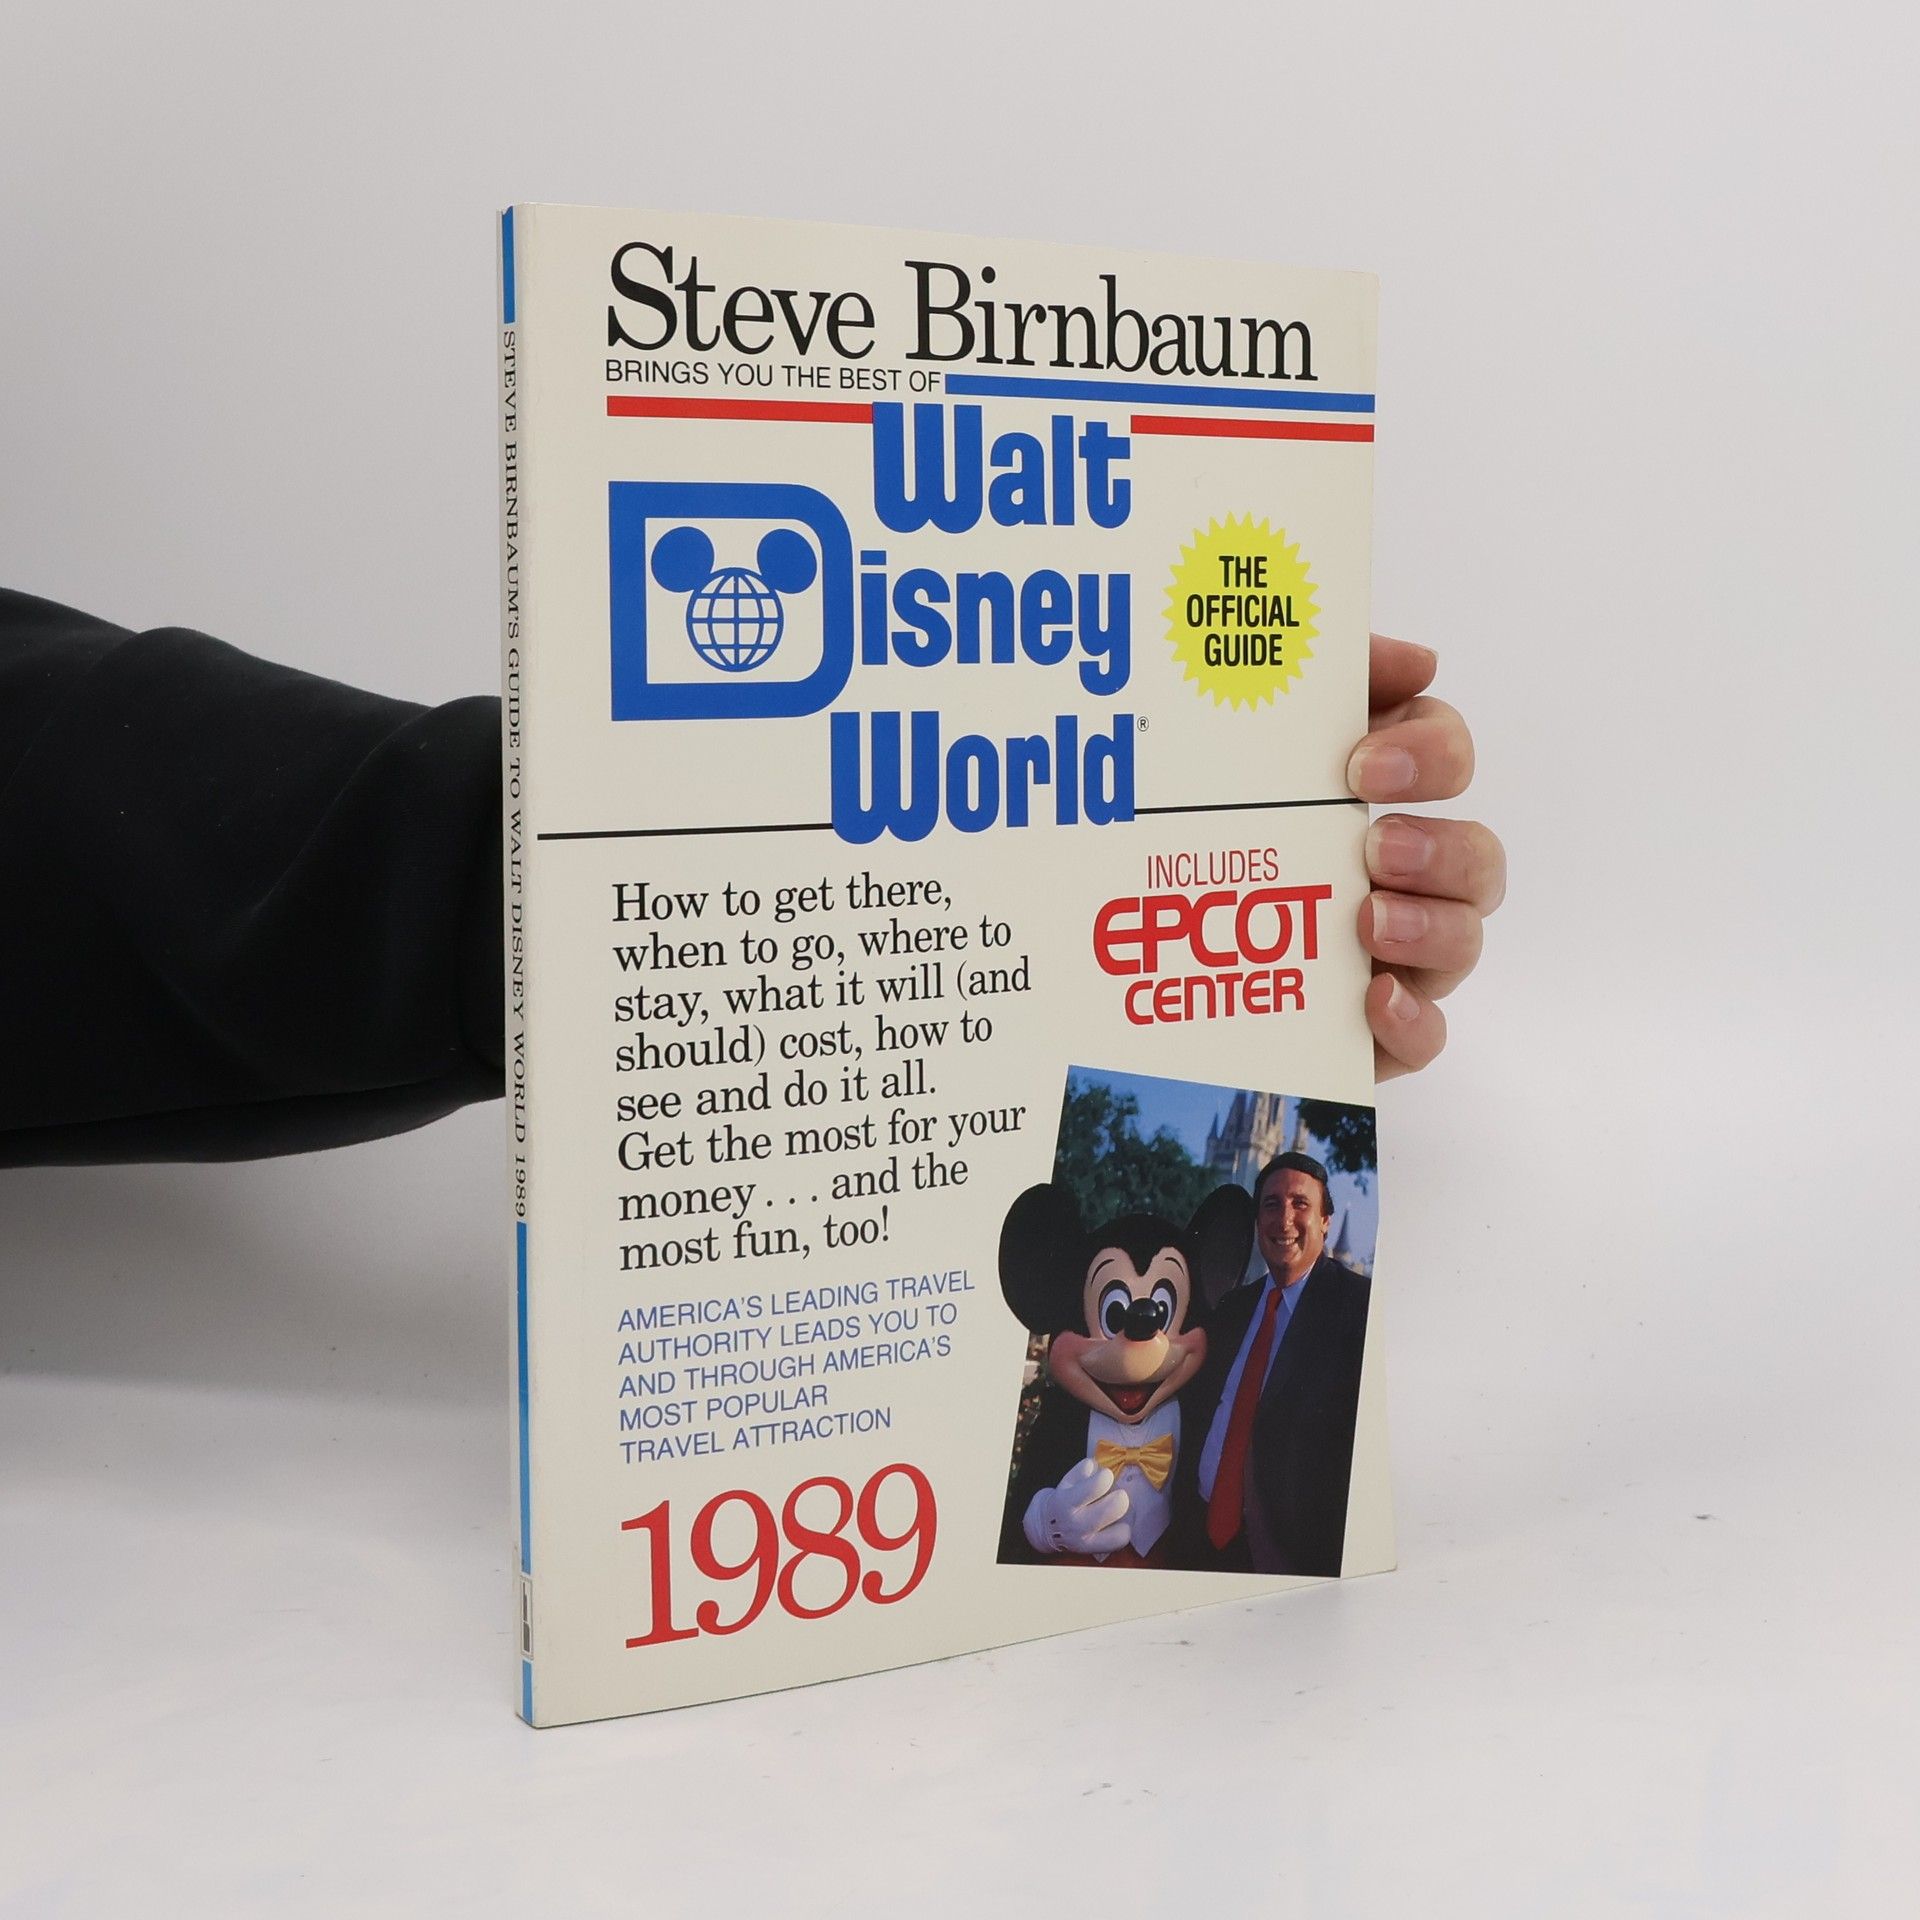 Steve Birnbaum
BRINGS YOU THE BEST OF
Walt
Disney
World®
THE
OFFICIAL
GUIDE
How to get there,
when to go, where to
stay, what it will (and
should) cost, how to
see and do it all.
Get the most for your
money . . . and the
most fun, too!
INCLUDES
EPCOT
CENTER
AMERICA'S LEADING TRAVEL
AUTHORITY LEADS YOU TO
AND THROUGH AMERICA'S
MOST POPULAR
TRAVEL ATTRACTION
1989
STEVE BIRNBAUM'S GUIDE TO WALT DISNEY WORLD 1989